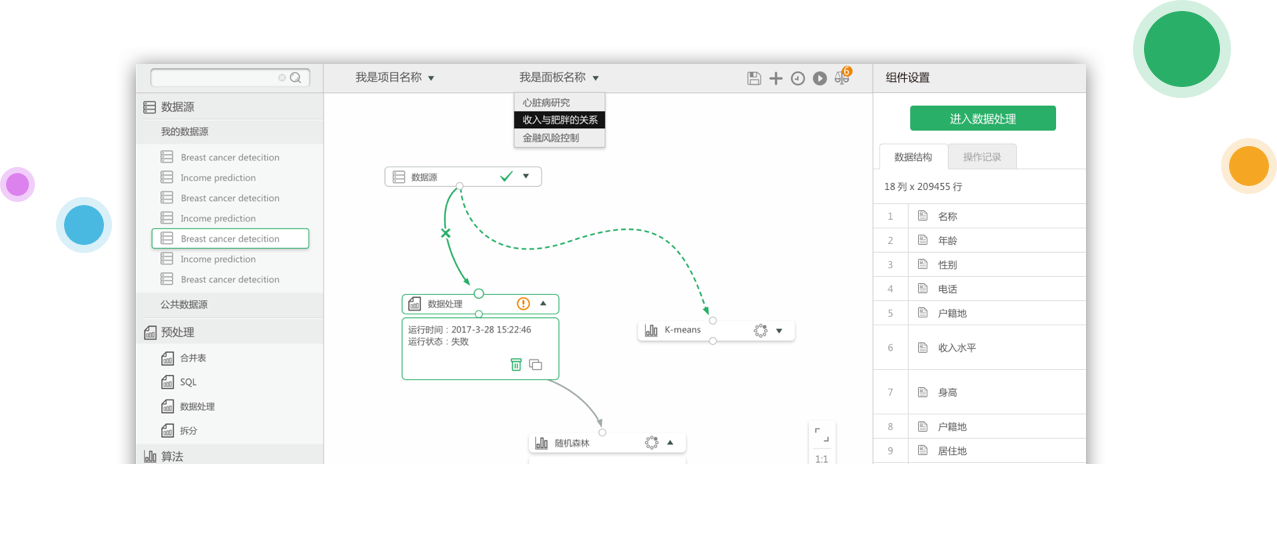 我是项目名称
我是面板名称
6
组件设置
心脏病研究
收入与肥胖的关系
金融风险控制
数据源
我的数据源
Breast cancer detecition
Income prediction
Breast cancer detecition
Income prediction
Breast cancer detecition
Income prediction
Breast cancer detecition
公共数据源
预处理
合并表
SQL
数据处理
拆分
算法
数据源
数据处理
运行时间：2017-3-28 15:22:46
运行状态：失败
K-means
随机森林
1:1
进入数据处理
数据结构
操作记录
18 列 x 209455 行
1 名称
2 年龄
3 性别
4 电话
5 户籍地
6 收入水平
7 身高
8 户籍地
9 居住地